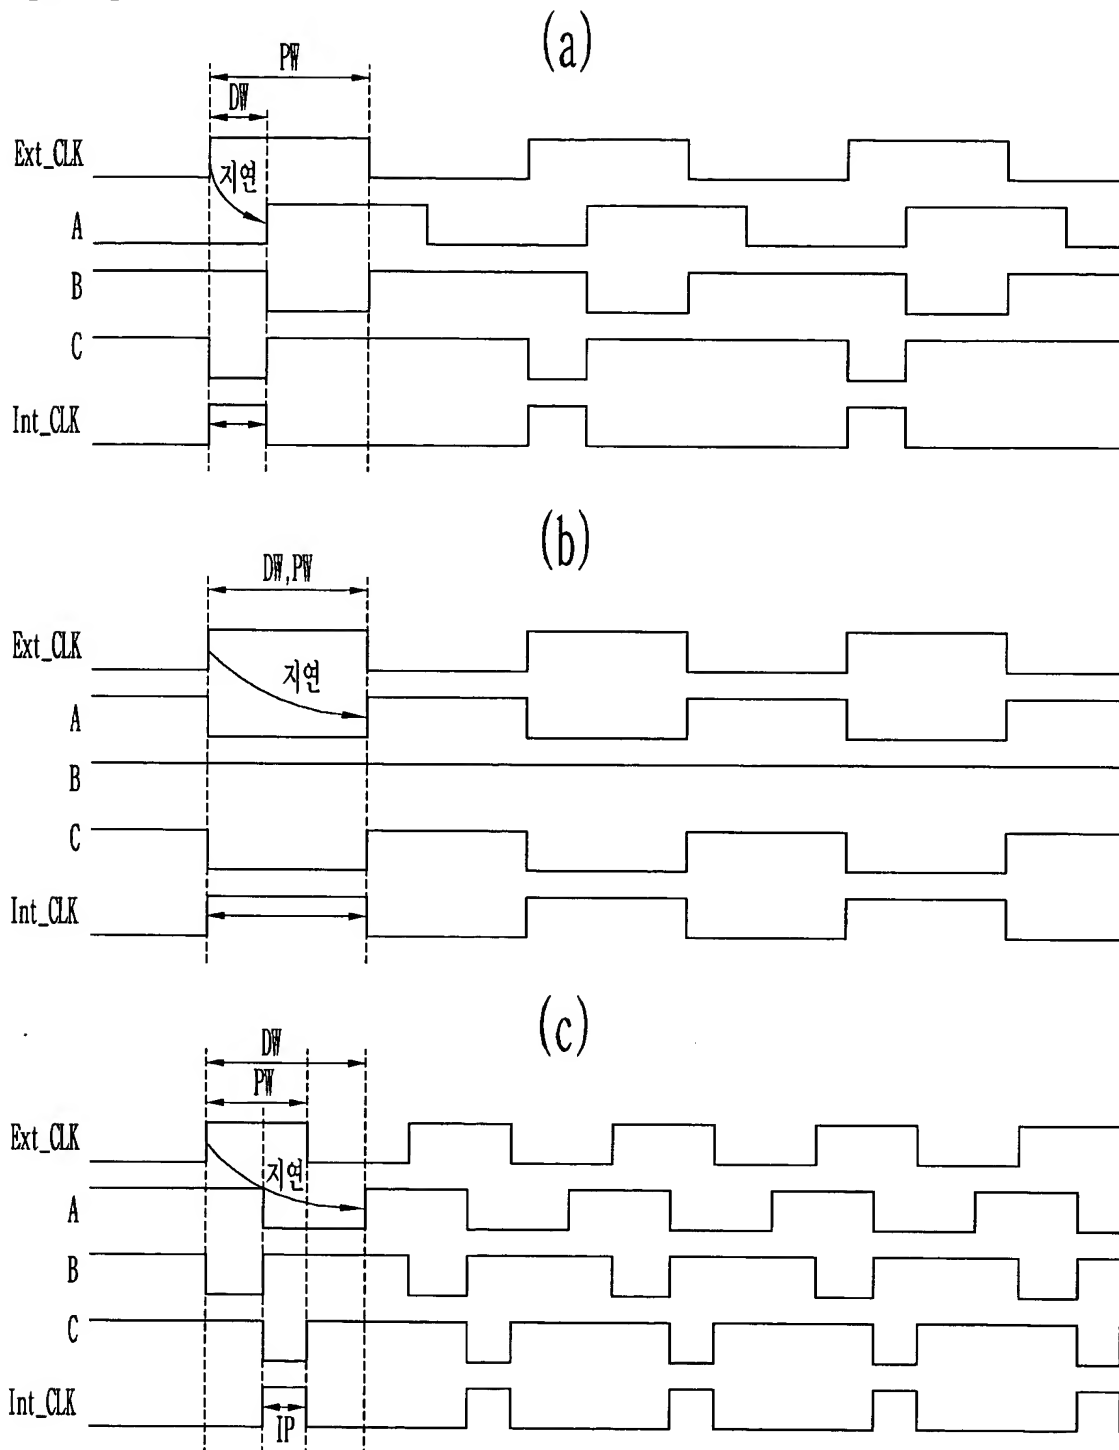 (a)
PW
DW
Ext_CLK
지연
A
B
C
Int_CLK
(b)
DW,PW
Ext_CLK
지연
A
B
C
Int_CLK
(c)
DW
PW
Ext_CLK
지연
A
B
C
Int_CLK
IP